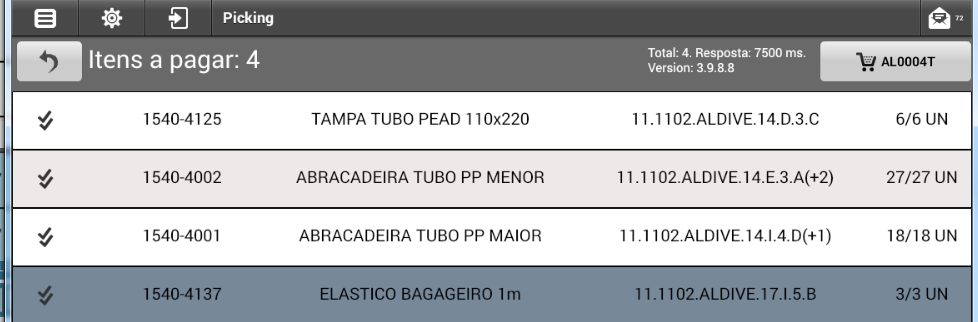 Picking
72
Itens a pagar: 4
Total: 4. Resposta: 7500 ms.
Version: 3.9.8.8
AL0004T
1540-4125 TAMPA TUBO PEAD 110x220 11.1102.ALDIVE.14.D.3.C 6/6 UN
1540-4002 ABRACADEIRA TUBO PP MENOR 11.1102.ALDIVE.14.E.3.A(+2) 27/27 UN
1540-4001 ABRACADEIRA TUBO PP MAIOR 11.1102.ALDIVE.14.I.4.D(+1) 18/18 UN
1540-4137 ELASTICO BAGAGEIRO 1m 11.1102.ALDIVE.17.I.5.B 3/3 UN